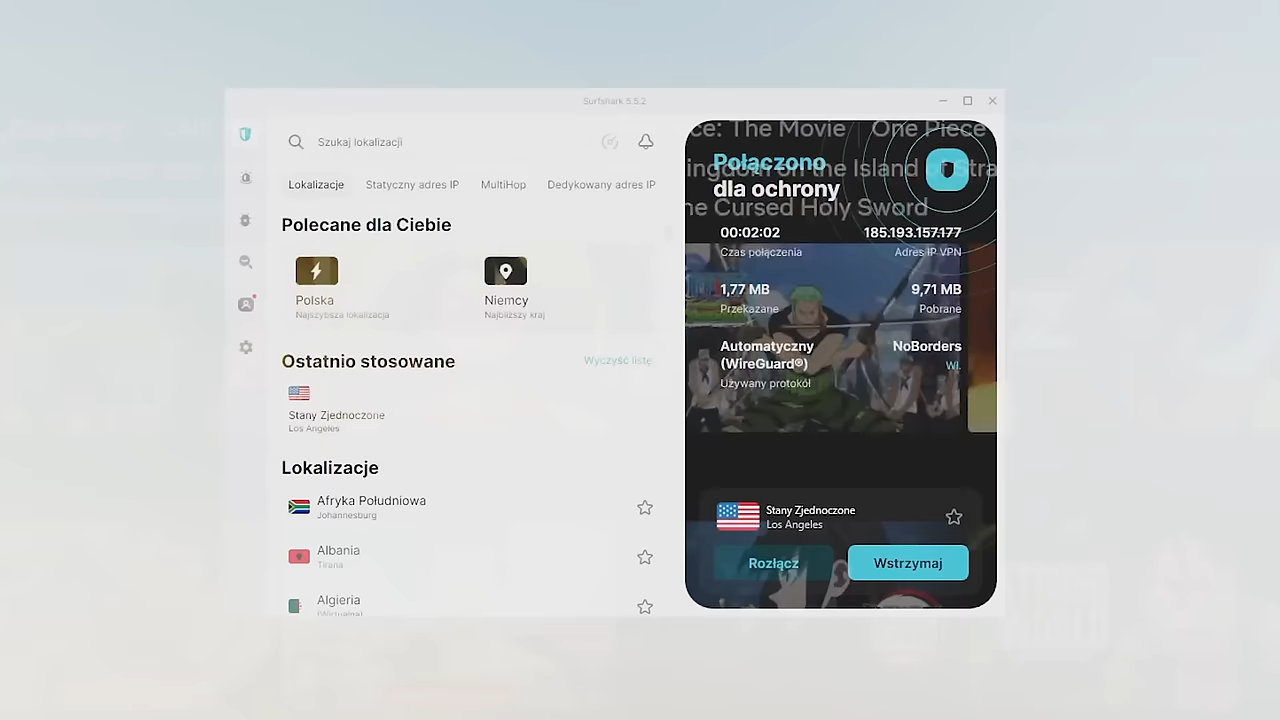 Surfshark 5.5.2
Szukaj lokalizacji
Lokalizacje
Statyczny adres IP
MultiHop
Dedykowany adres IP
Polecane dla Ciebie
Polska
Najszybsza lokalizacja
Niemcy
Najbliższy kraj
Ostatnio stosowane
Wyczyść listę
Stany Zjednoczone
Los Angeles
Lokalizacje
Afryka Południowa
Johannesburg
Albania
Tirana
Algieria
ce: The Movie
One Piece
ingdom on the Island of Stra
ne Cursed Holy Sword
Połączono
dla ochrony
00:02:02
185.193.157.177
Czas połączenia
Adres IP VPN
1,77 MB
9,71 MB
Przekazane
Pobrane
Automatyczny
(WireGuard®)
NoBorders
Wł.
Używany protokół
Stany Zjednoczone
Los Angeles
Rozłącz
Wstrzymaj